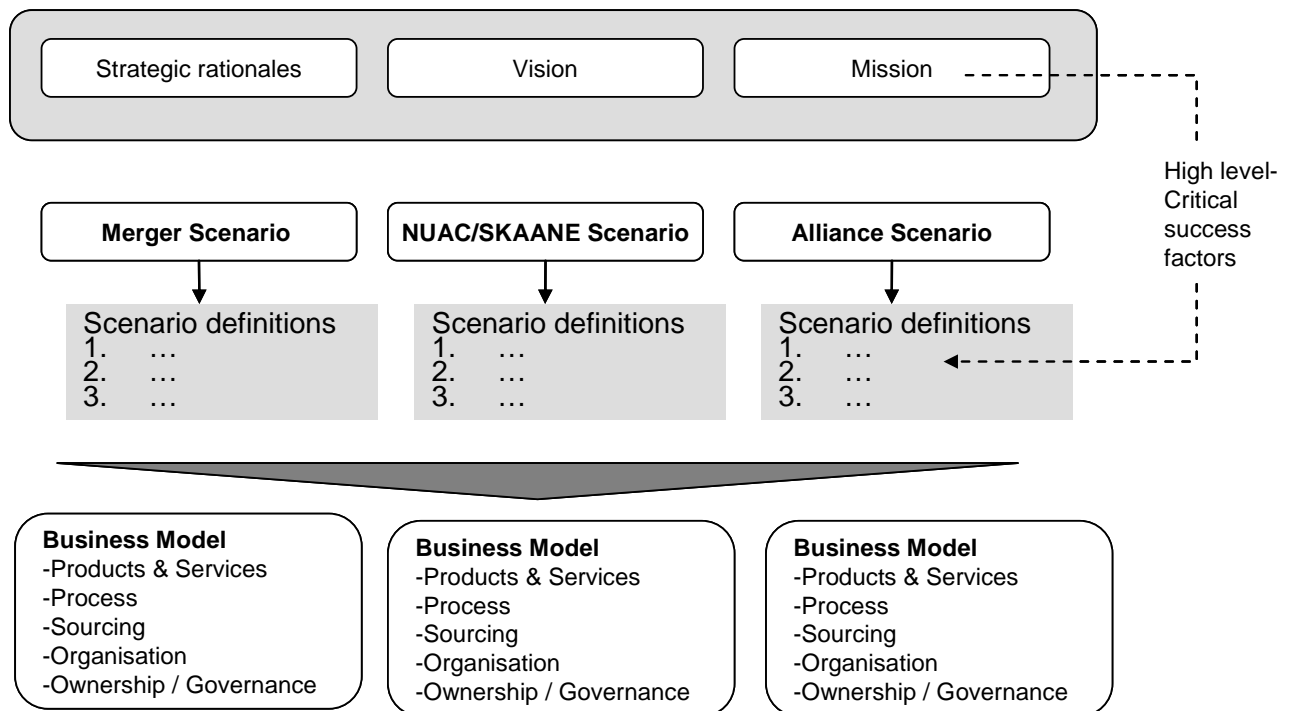 Strategic rationales
Vision
Mission
High level-
Critical
success
factors
Merger Scenario
NUAC/SKAANE Scenario
Alliance Scenario
Scenario definitions
1. …
2. …
3. …
Scenario definitions
1. …
2. …
3. …
Scenario definitions
1. …
2. …
3. …
Business Model
-Products & Services
-Process
-Sourcing
-Organisation
-Ownership / Governance
Business Model
-Products & Services
-Process
-Sourcing
-Organisation
-Ownership / Governance
Business Model
-Products & Services
-Process
-Sourcing
-Organisation
-Ownership / Governance